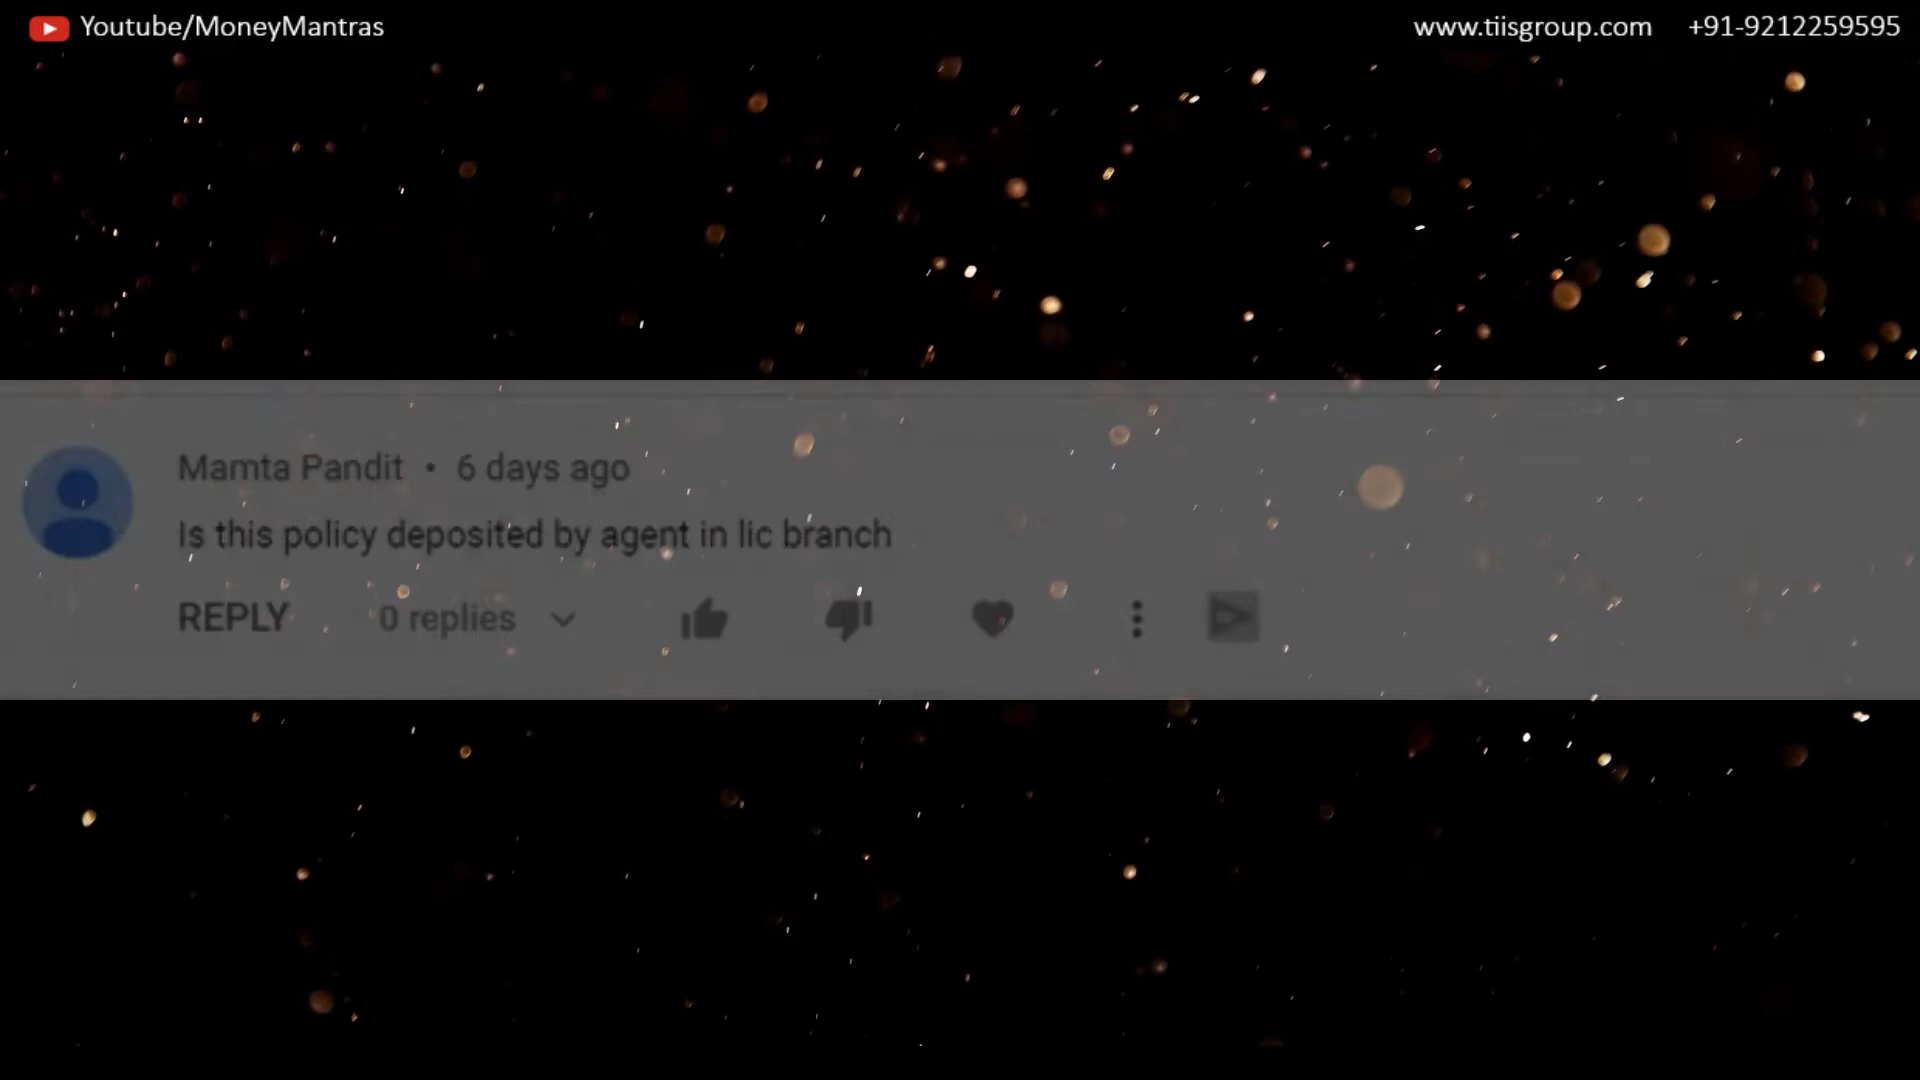 Youtube/MoneyMantras
www.tiisgroup.com +91-9212259595
Mamta Pandit • 6 days ago
Is this policy deposited by agent in lic branch
REPLY 0 replies